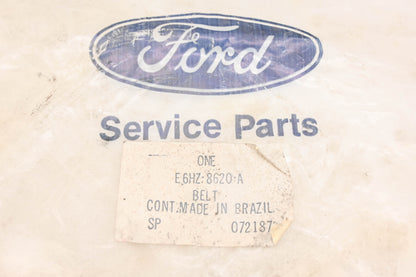 Ford
Service Parts
ONE
E6HZ-8620-A
BELT
CONT.MADE IN BRAZIL
SP 072187